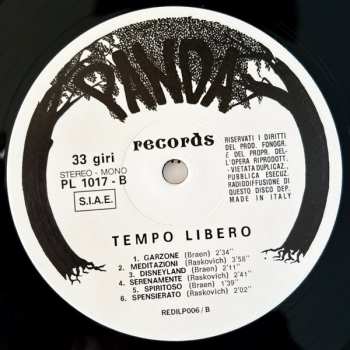 PANDA
records
33 giri
STEREO - MONO
PL 1017 - B
S.I.A.E.
RISERVATI I DIRITTI
DEL PROD. FONOGR.
E DEL PROPR. DEL-
L'OPERA RIPRODOTT.
- VIETATA DUPLICAZ.,
PUBBLICA ESECUZ.
RADIODIFFUSIONE DI
QUESTO DISCO DEP.
MADE IN ITALY
TEMPO LIBERO
1. GARZONE (Braen) 2'34"
2. MEDITAZIONI (Raskovich) 3'58"
3. DISNEYLAND (Braen) 2'11"
4. SERENAMENTE (Raskovich) 2'41"
5. SPIRITOSO (Braen) 1'39"
6. SPENSIERATO (Raskovich) 2'02"
REDILP006 / B